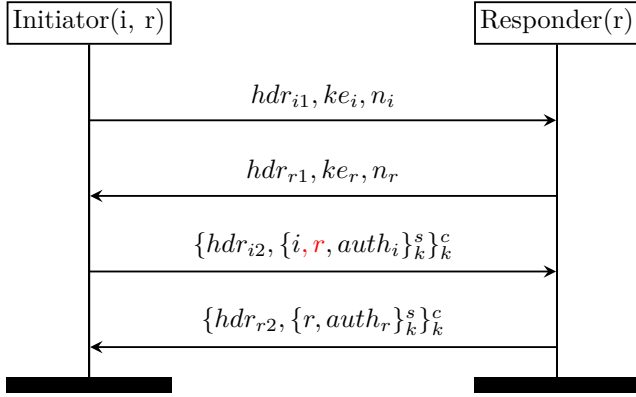 Initiator(i, r)
Responder(r)
hdr_{i1}, ke_i, n_i
hdr_{r1}, ke_r, n_r
{hdr_{i2}, {i, r, auth_i}^s_k}^c_k
{hdr_{r2}, {r, auth_r}^s_k}^c_k